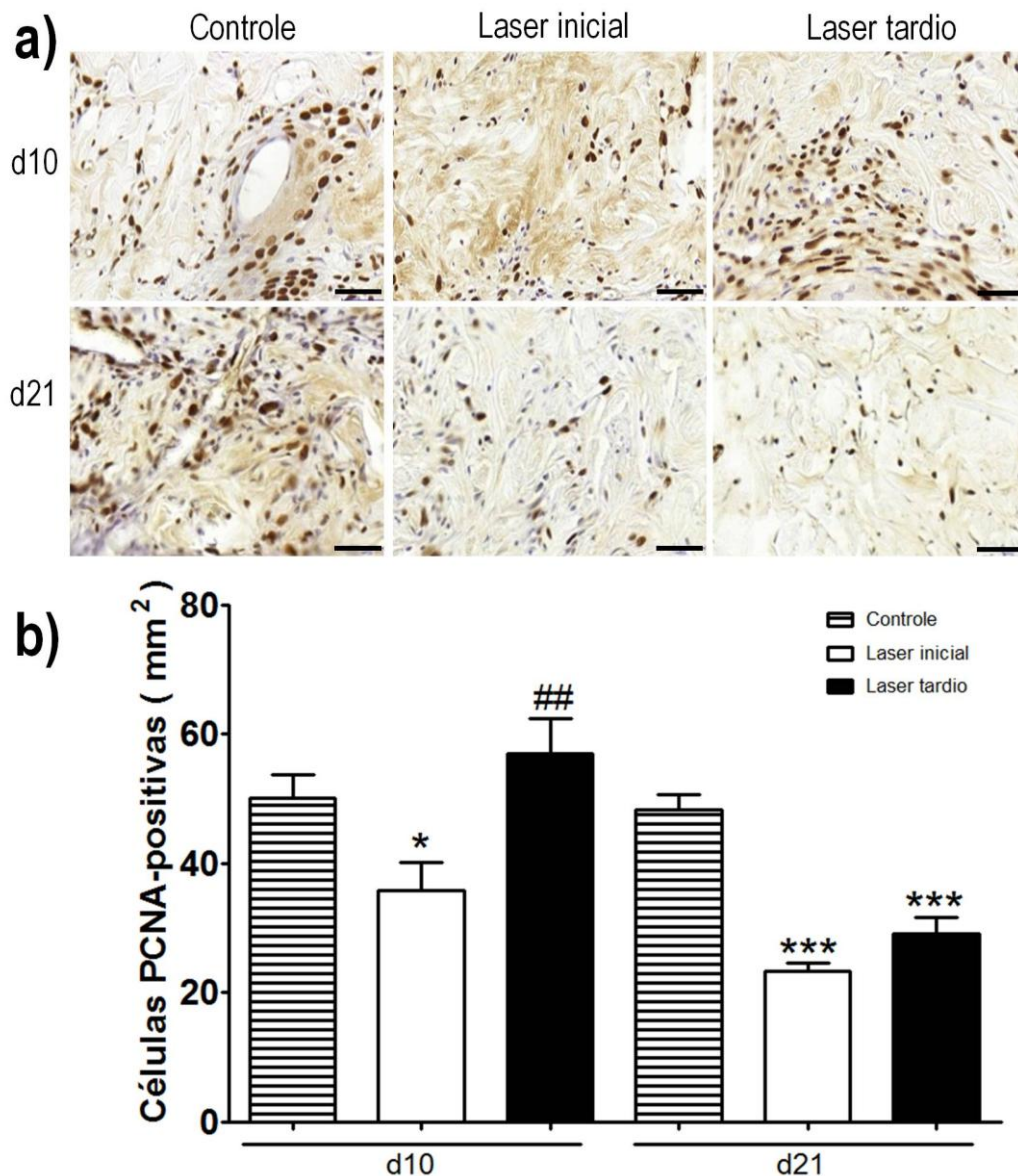 a)
Controle
Laser inicial
Laser tardio
d10
d21
b)
Células PCNA-positivas ( mm²)
80
60
40
20
0
Controle
Laser inicial
Laser tardio
*
##
***
***
d10
d21